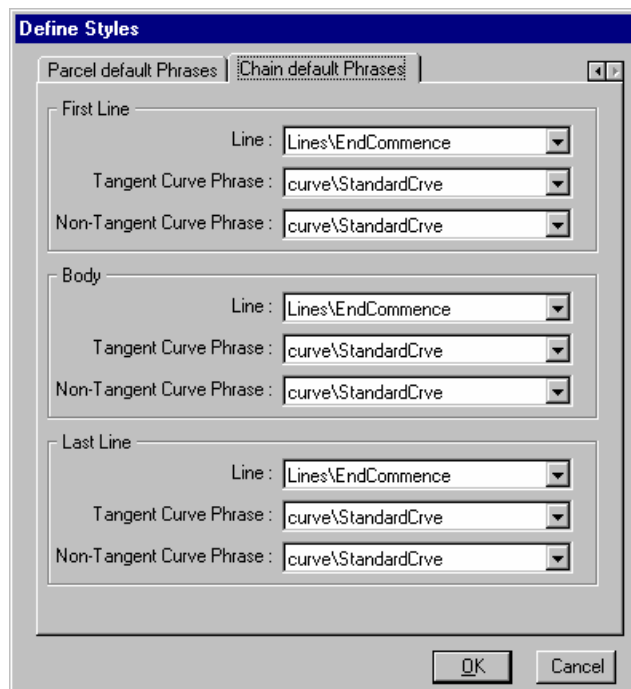 Define Styles
Parcel default Phrases Chain default Phrases
First Line
Line : Lines\EndCommence
Tangent Curve Phrase : curve\StandardCrve
Non-Tangent Curve Phrase : curve\StandardCrve
Body
Line : Lines\EndCommence
Tangent Curve Phrase : curve\StandardCrve
Non-Tangent Curve Phrase : curve\StandardCrve
Last Line
Line : Lines\EndCommence
Tangent Curve Phrase : curve\StandardCrve
Non-Tangent Curve Phrase : curve\StandardCrve
OK Cancel